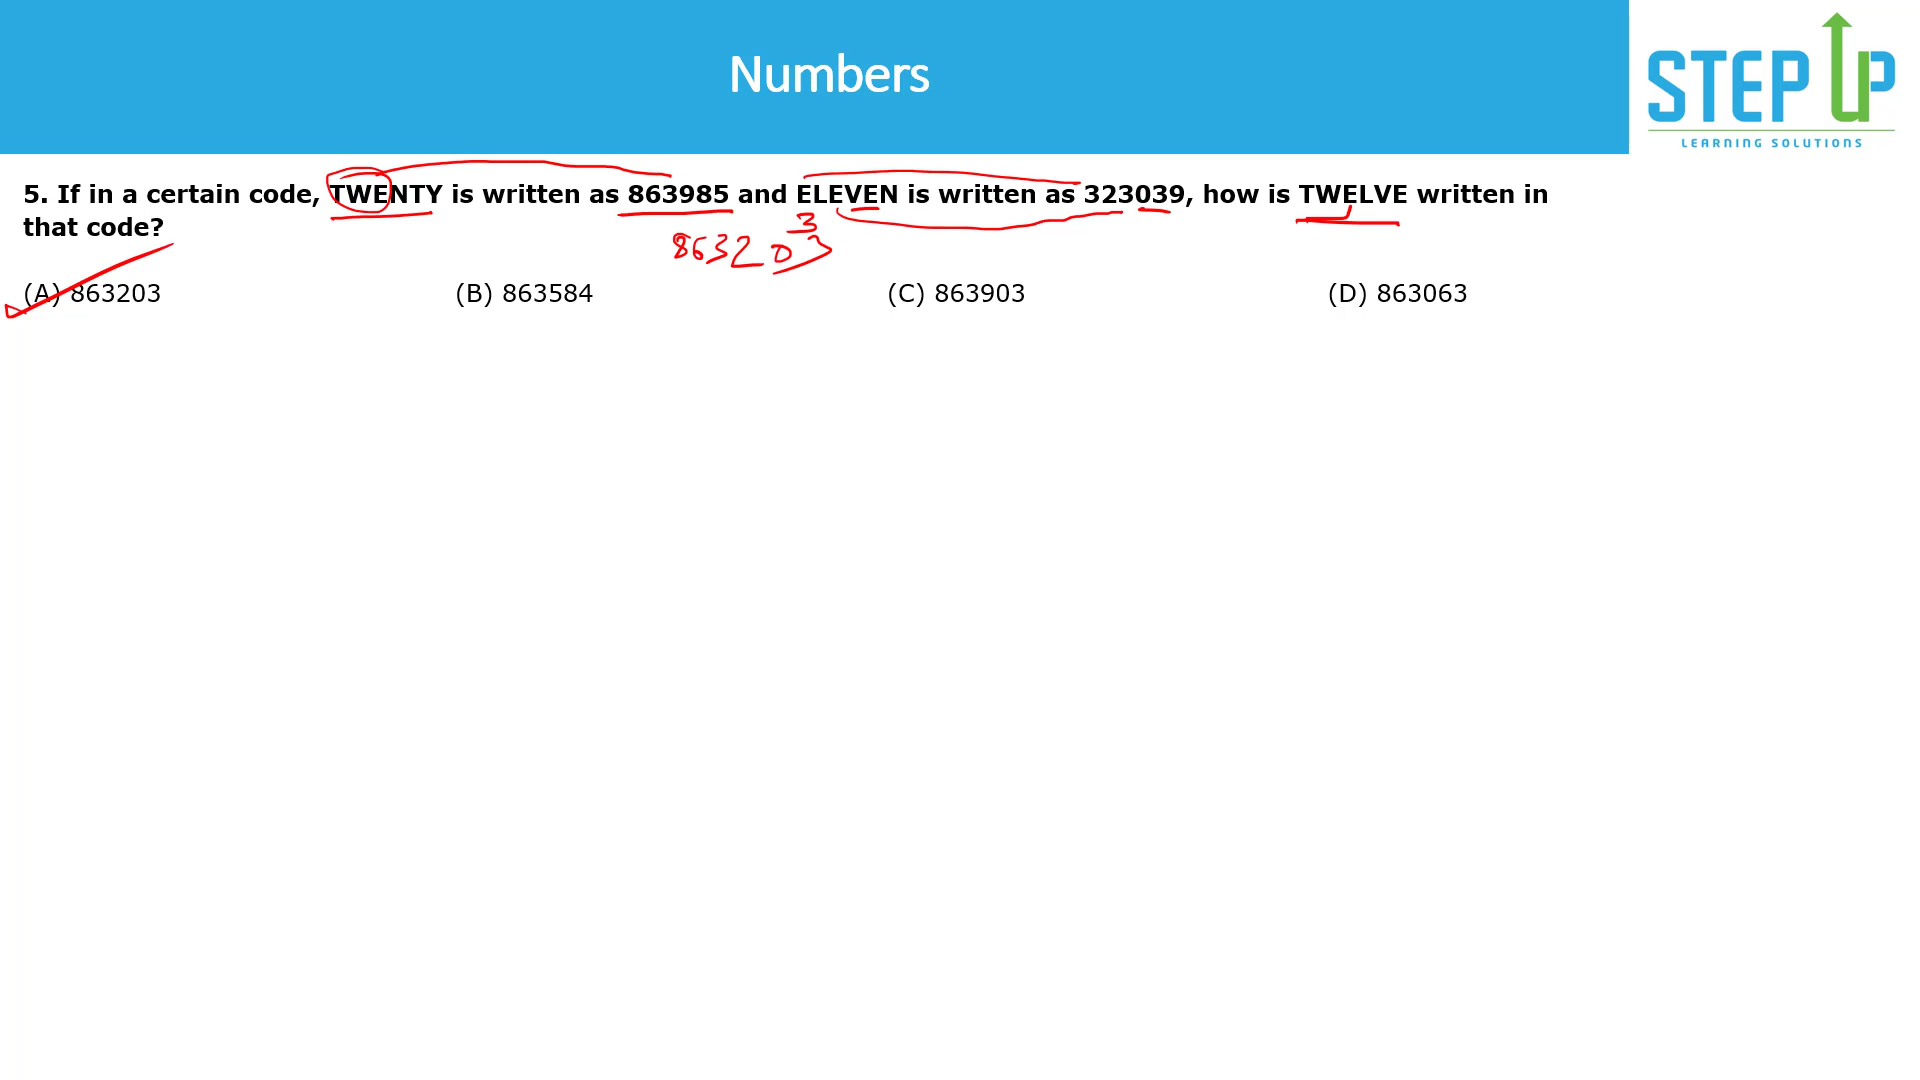 Numbers
STEP UP
LEARNING SOLUTIONS
5. If in a certain code, TWENTY is written as 863985 and ELEVEN is written as 323039, how is TWELVE written in
that code?
3
863203
(A) 863203 (B) 863584 (C) 863903 (D) 863063